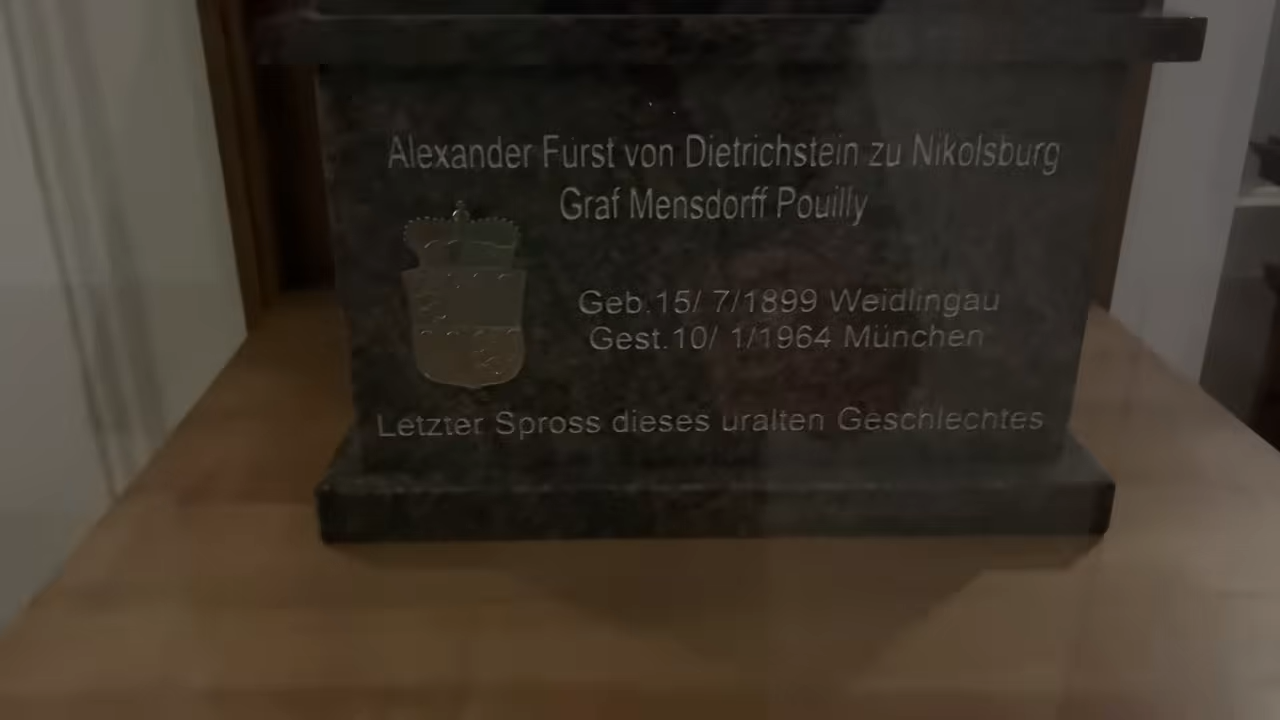 Alexander Fürst von Dietrichstein zu Nikolsburg
Graf Mensdorff Pouilly
Geb.15/ 7/1899 Weidlingau
Gest.10/ 1/1964 München
Letzter Spross dieses uralten Geschlechtes